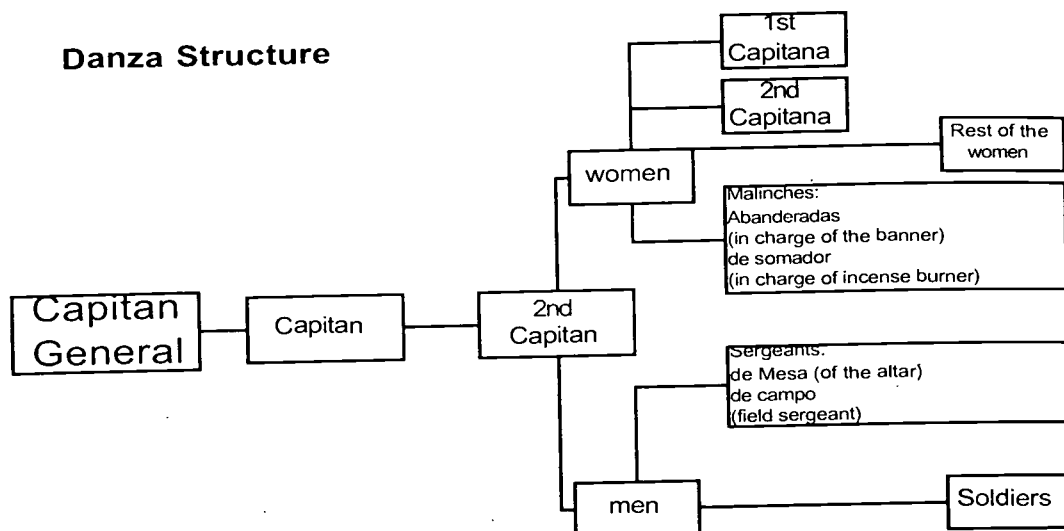 Danza Structure
1st
Capitana
2nd
Capitana
Rest of the
women
women
Malinches:
Abanderadas
(in charge of the banner)
de somador
(in charge of incense burner)
Capitan
General
Capitan
2nd
Capitan
Sergeants:
de Mesa (of the altar)
de campo
(field sergeant)
men
Soldiers